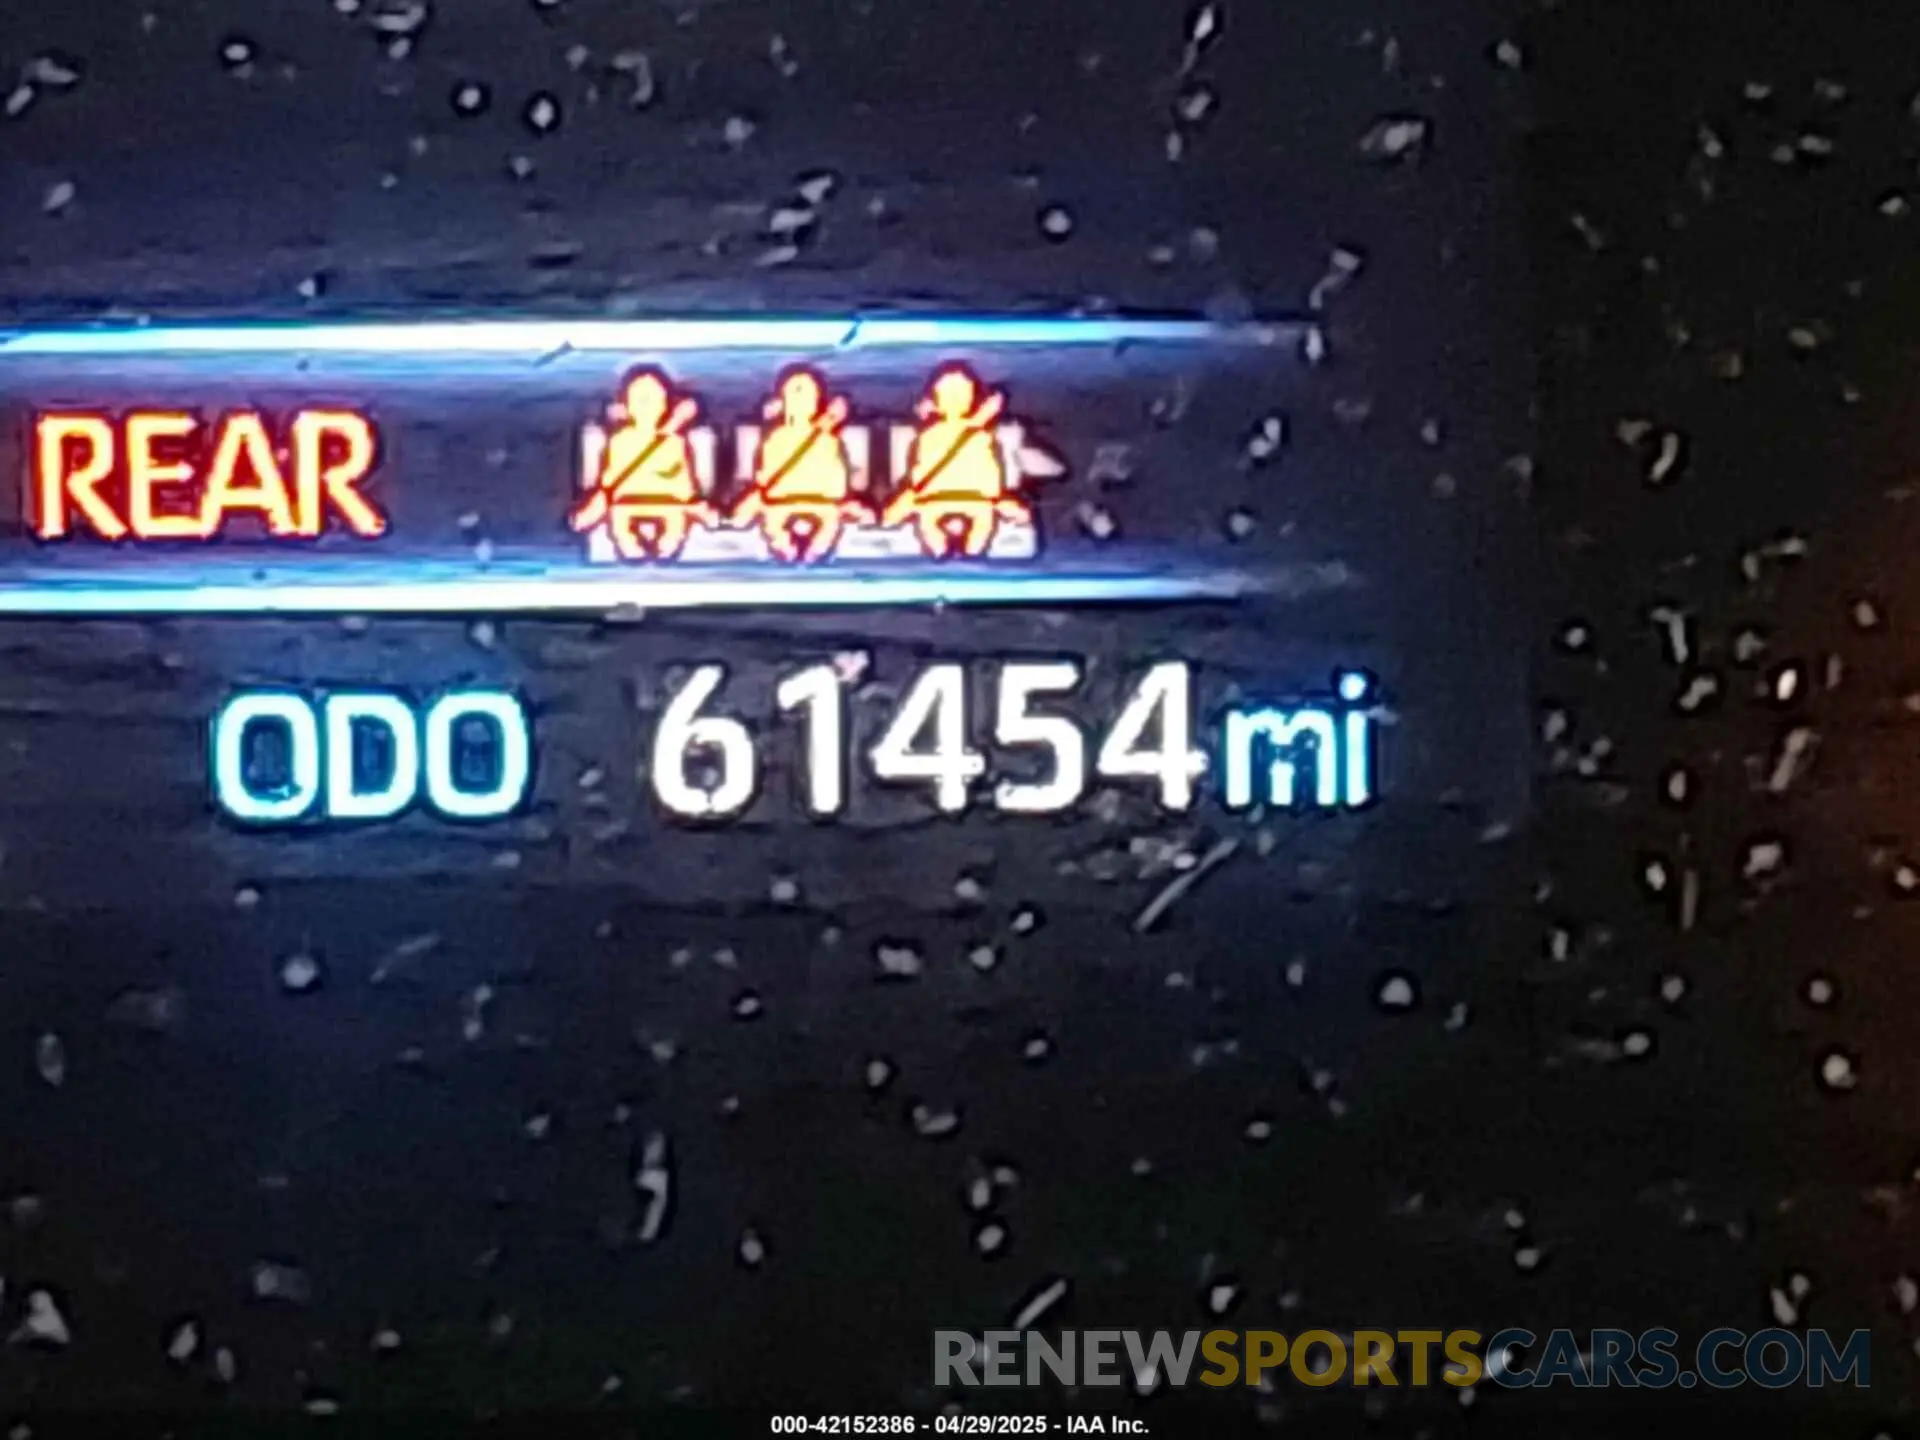 REAR
ODO 61454mi
RENEWSPORTSCARS.COM
000-42152386 - 04/29/2025 - IAA Inc.